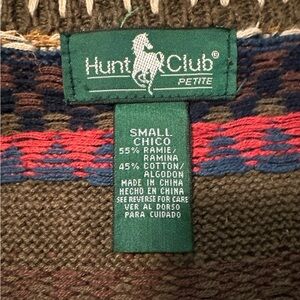 Hunt Club®
PETITE
SMALL
CHICO
55% RAMIE/
RAMINA
45% COTTON/
ALGODON
MADE IN CHINA
HECHO EN CHINA
SEE REVERSE FOR CARE
VER AL DORSO
PARA CUIDADO